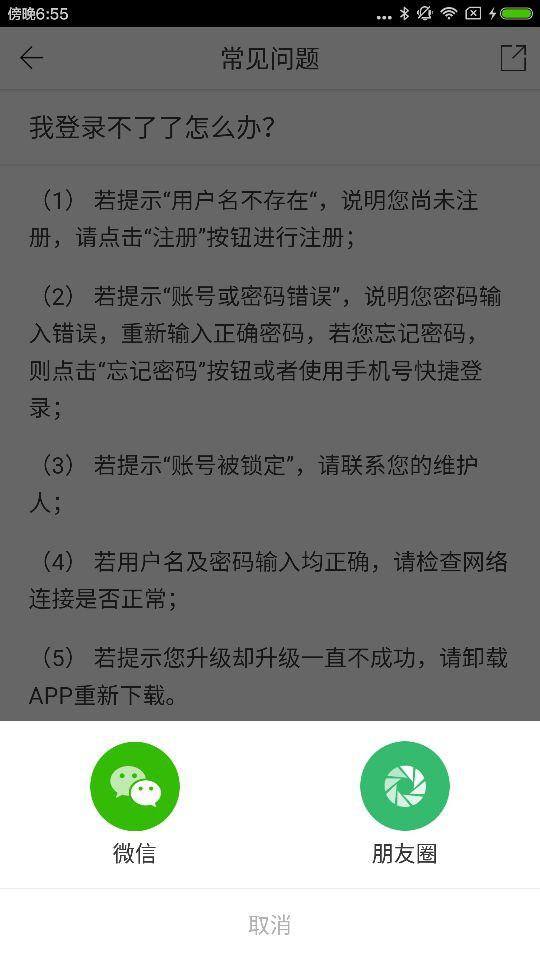 傍晚6:55
常见问题
我登录不了了怎么办?
（1） 若提示“用户名不存在“，说明您尚未注
册，请点击“注册”按钮进行注册；
（2） 若提示“账号或密码错误”，说明您密码输
入错误，重新输入正确密码，若您忘记密码，
则点击“忘记密码”按钮或者使用手机号快捷登
录；
（3） 若提示“账号被锁定”，请联系您的维护
人；
（4） 若用户名及密码输入均正确，请检查网络
连接是否正常；
（5） 若提示您升级却升级一直不成功，请卸载
APP重新下载。
微信
朋友圈
取消